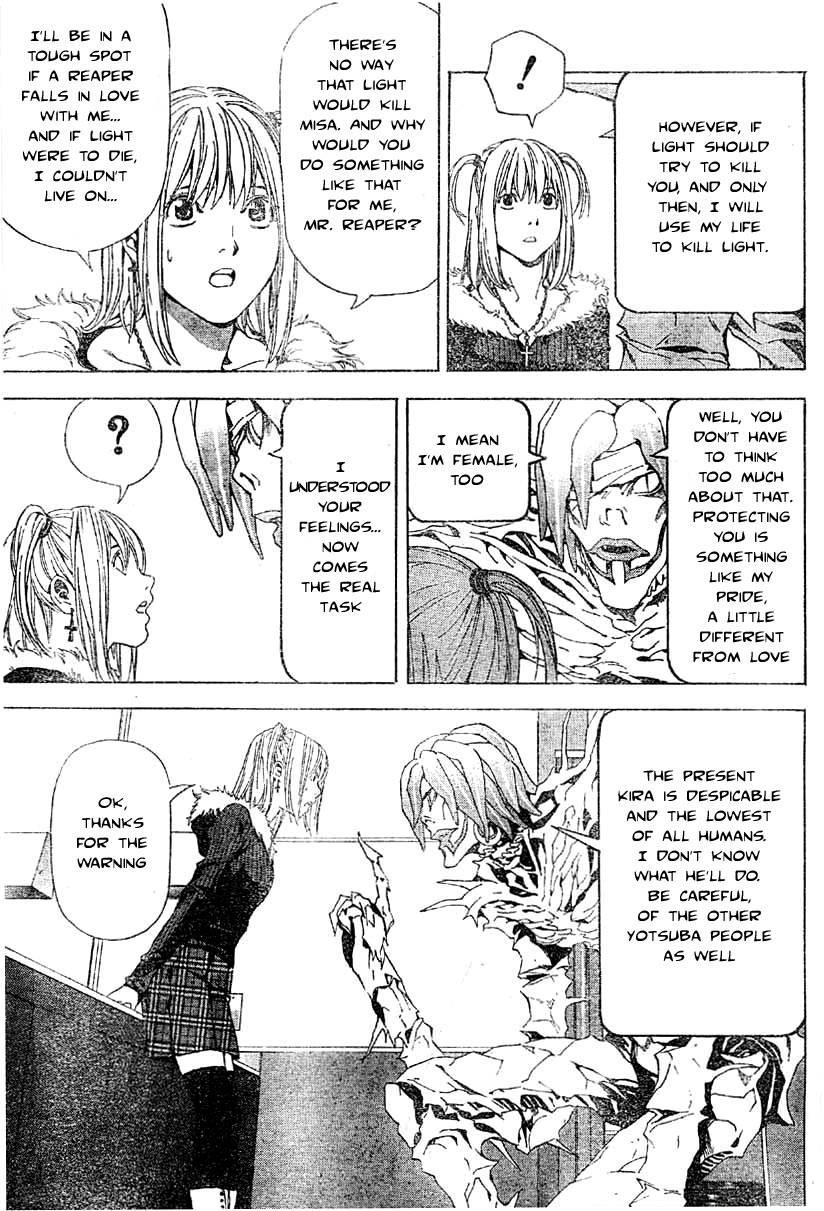 !
HOWEVER, IF
LIGHT SHOULD
TRY TO KILL
YOU, AND ONLY
THEN, I WILL
USE MY LIFE
TO KILL LIGHT.
THERE'S
NO WAY
THAT LIGHT
WOULD KILL
MISA. AND WHY
WOULD YOU
DO SOMETHING
LIKE THAT
FOR ME,
MR. REAPER?
I'LL BE IN A
TOUGH SPOT
IF A REAPER
FALLS IN LOVE
WITH ME...
AND IF LIGHT
WERE TO DIE,
I COULDN'T
LIVE ON...
WELL, YOU
DON'T HAVE
TO THINK
TOO MUCH
ABOUT THAT.
PROTECTING
YOU IS
SOMETHING
LIKE MY
PRIDE,
A LITTLE
DIFFERENT
FROM LOVE
I MEAN
I'M FEMALE,
TOO
I
UNDERSTOOD
YOUR
FEELINGS...
NOW
COMES
THE REAL
TASK
?
THE PRESENT
KIRA IS DESPICABLE
AND THE LOWEST
OF ALL HUMANS.
I DON'T KNOW
WHAT HE'LL DO.
BE CAREFUL,
OF THE OTHER
YOTSUBA PEOPLE
AS WELL
OK,
THANKS
FOR THE
WARNING